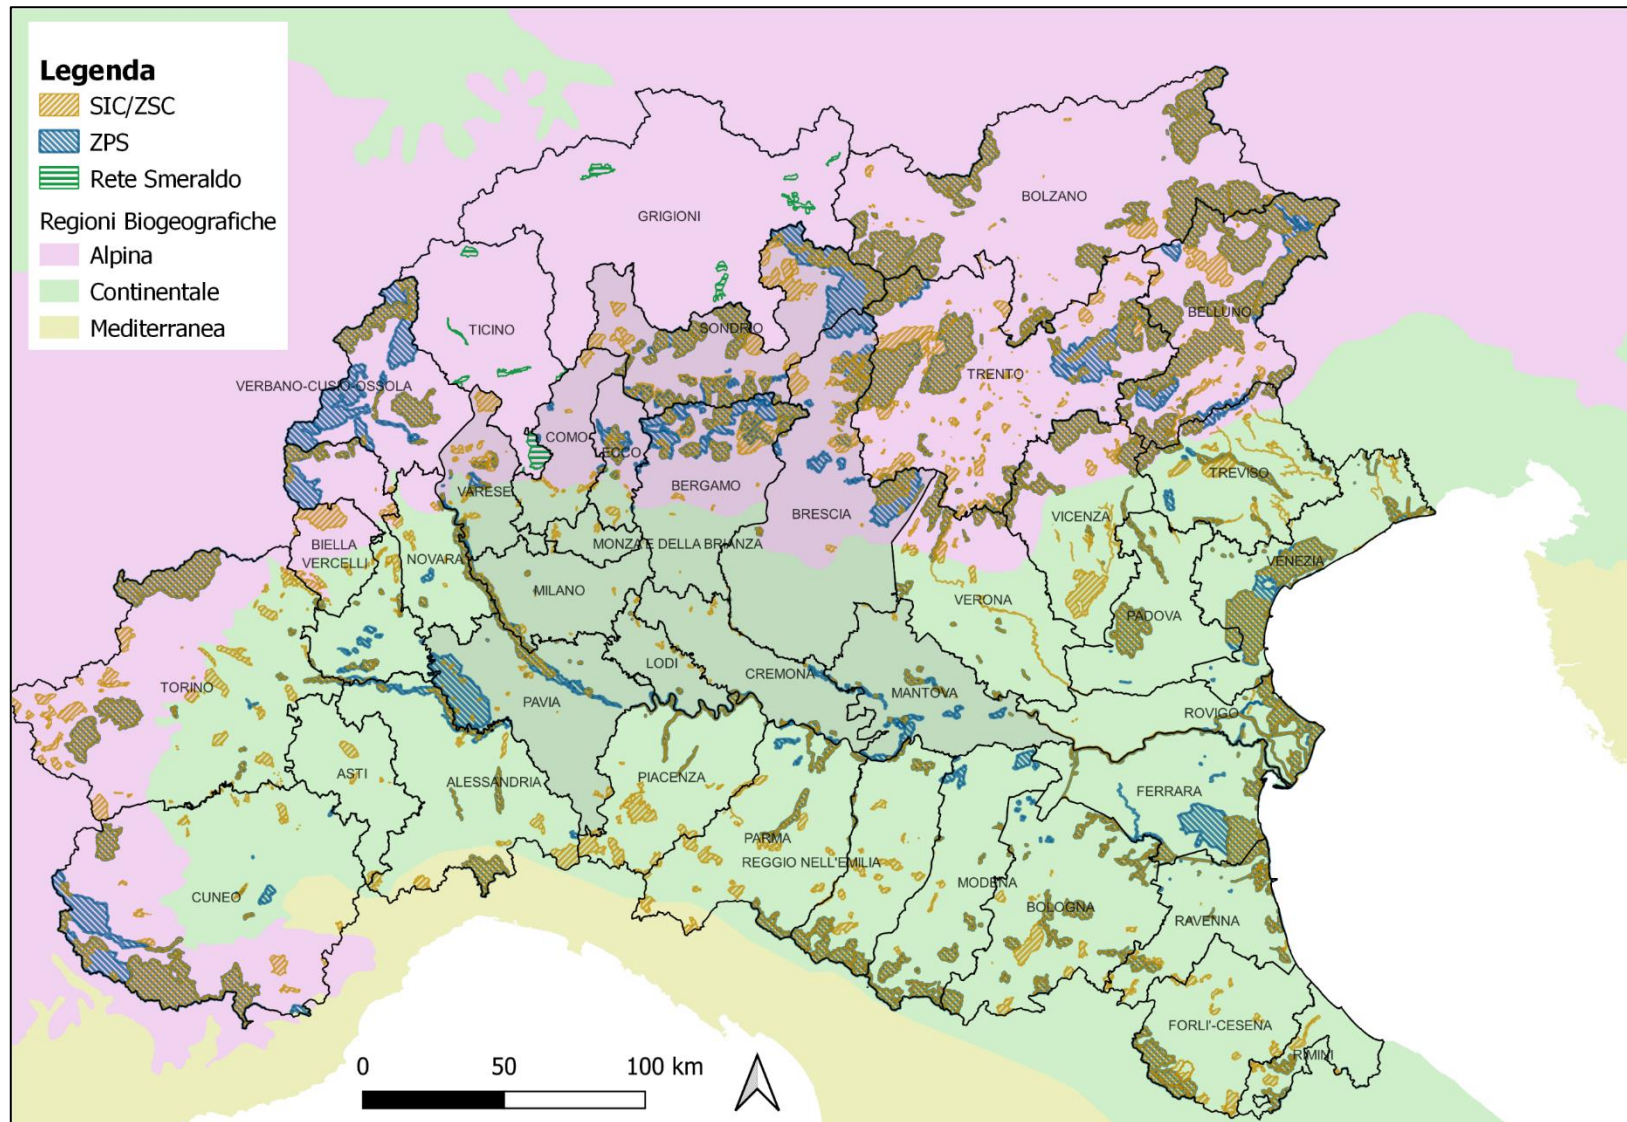 Legenda
SIC/ZSC
ZPS
Rete Smeraldo
Regioni Biogeografiche
Alpina
Continentale
Mediterranea
BOLZANO
GRIGIONI
TICINO
SONDRIO
BELLUNO
VERBANO-CUSIO-OSSOLA
TRENTO
COMO
LECCO
TREVISO
VARESE
BERGAMO
BRESCIA
VICENZA
BIELLA
MONZA E DELLA BRIANZA
VERCELLI
NOVARA
VENEZIA
MILANO
VERONA
PADOVA
LODI
CREMONA
TORINO
MANTOVA
PAVIA
ROVIGO
ASTI
ALESSANDRIA
PIACENZA
FERRARA
PARMA
REGGIO NELL'EMILIA
MODENA
CUNEO
BOLOGNA
RAVENNA
FORLI'-CESENA
RIMINI
0 50 100 km